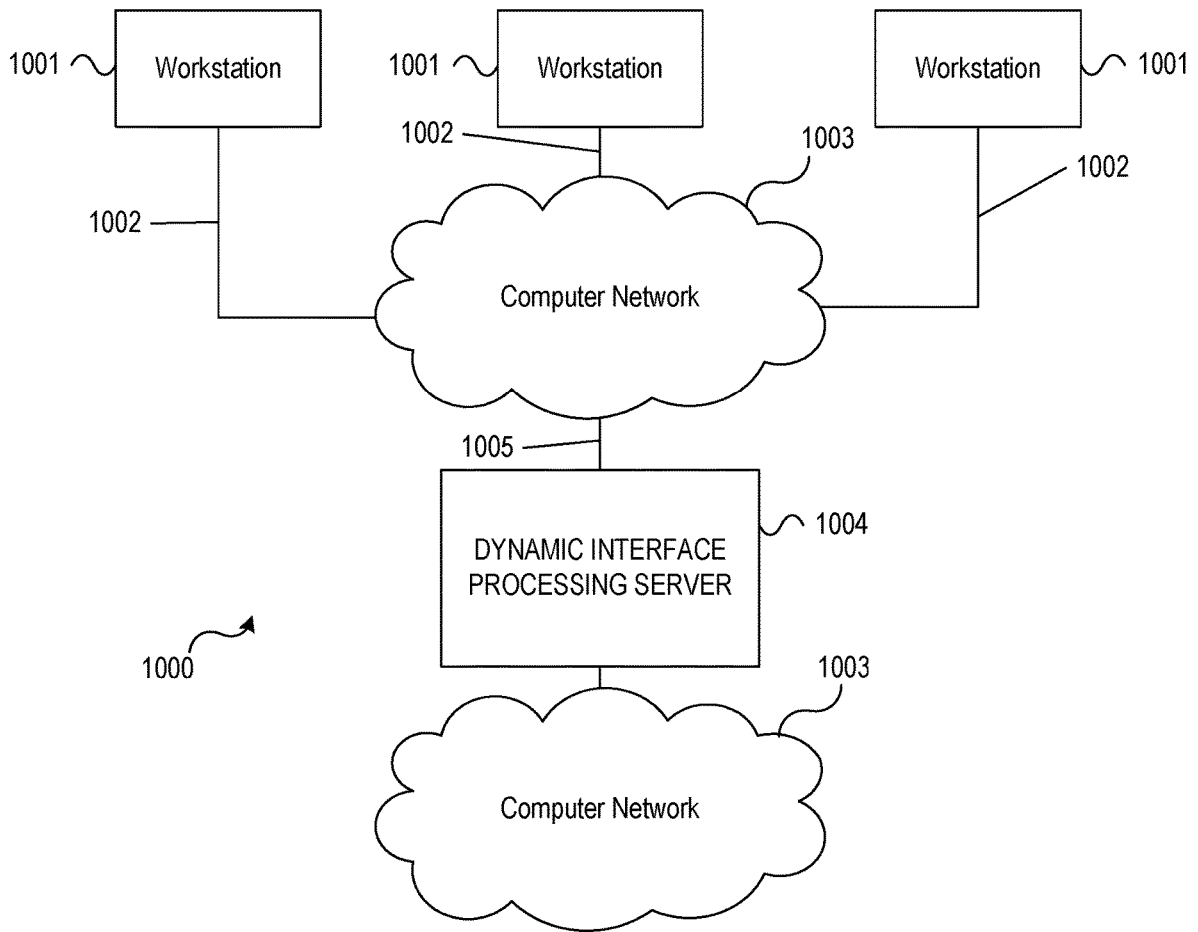 1001
Workstation
1001
Workstation
Workstation
1001
1002
1003
1002
1002
Computer Network
1005
1004
DYNAMIC INTERFACE
PROCESSING SERVER
1000
1003
Computer Network